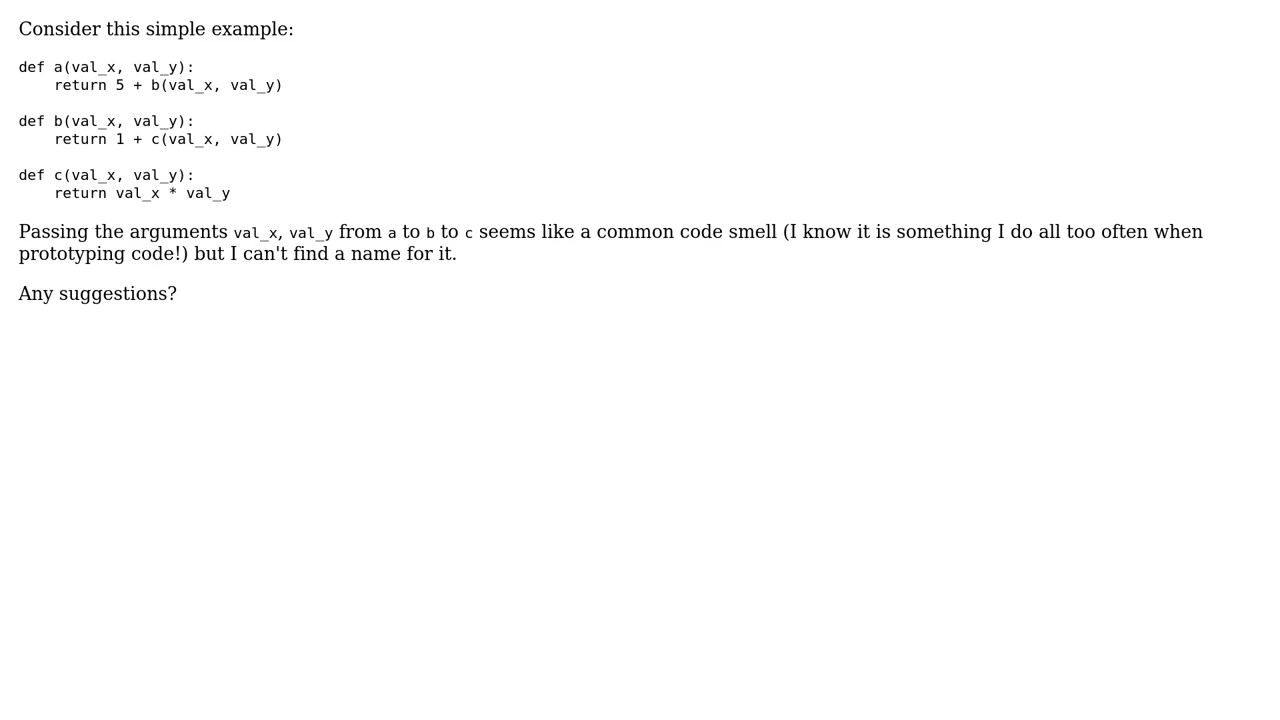 Consider this simple example:
def a(val_x, val_y):
    return 5 + b(val_x, val_y)
def b(val_x, val_y):
    return 1 + c(val_x, val_y)
def c(val_x, val_y):
    return val_x * val_y
Passing the arguments val_x, val_y from a to b to c seems like a common code smell (I know it is something I do all too often when
prototyping code!) but I can't find a name for it.
Any suggestions?